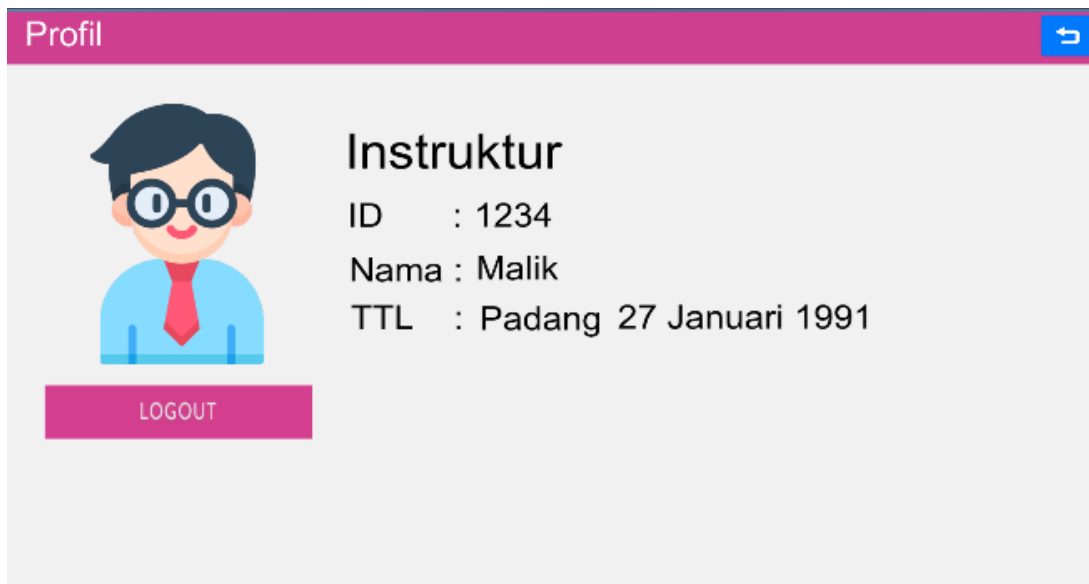 Profil
Instruktur
ID : 1234
Nama : Malik
TTL : Padang 27 Januari 1991
LOGOUT